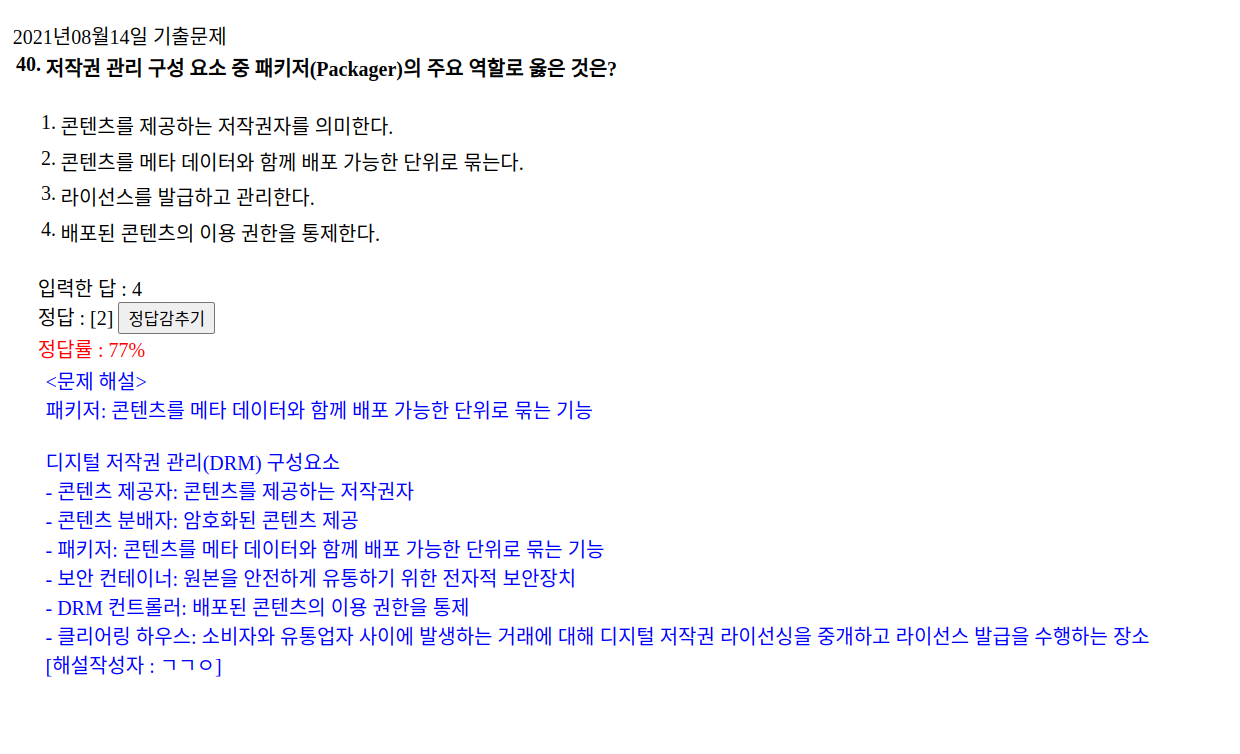 2021년08월14일 기출문제
40. 저작권 관리 구성 요소 중 패키저(Packager)의 주요 역할로 옳은 것은?
1. 콘텐츠를 제공하는 저작권자를 의미한다.
2. 콘텐츠를 메타 데이터와 함께 배포 가능한 단위로 묶는다.
3. 라이선스를 발급하고 관리한다.
4. 배포된 콘텐츠의 이용 권한을 통제한다.
입력한 답 : 4
정답 : [2] 정답감추기
정답률 : 77%
<문제 해설>
패키저: 콘텐츠를 메타 데이터와 함께 배포 가능한 단위로 묶는 기능
디지털 저작권 관리(DRM) 구성요소
- 콘텐츠 제공자: 콘텐츠를 제공하는 저작권자
- 콘텐츠 분배자: 암호화된 콘텐츠 제공
- 패키저: 콘텐츠를 메타 데이터와 함께 배포 가능한 단위로 묶는 기능
- 보안 컨테이너: 원본을 안전하게 유통하기 위한 전자적 보안장치
- DRM 컨트롤러: 배포된 콘텐츠의 이용 권한을 통제
- 클리어링 하우스: 소비자와 유통업자 사이에 발생하는 거래에 대해 디지털 저작권 라이선싱을 중개하고 라이선스 발급을 수행하는 장소
[해설작성자 : ㄱㄱㅇ]